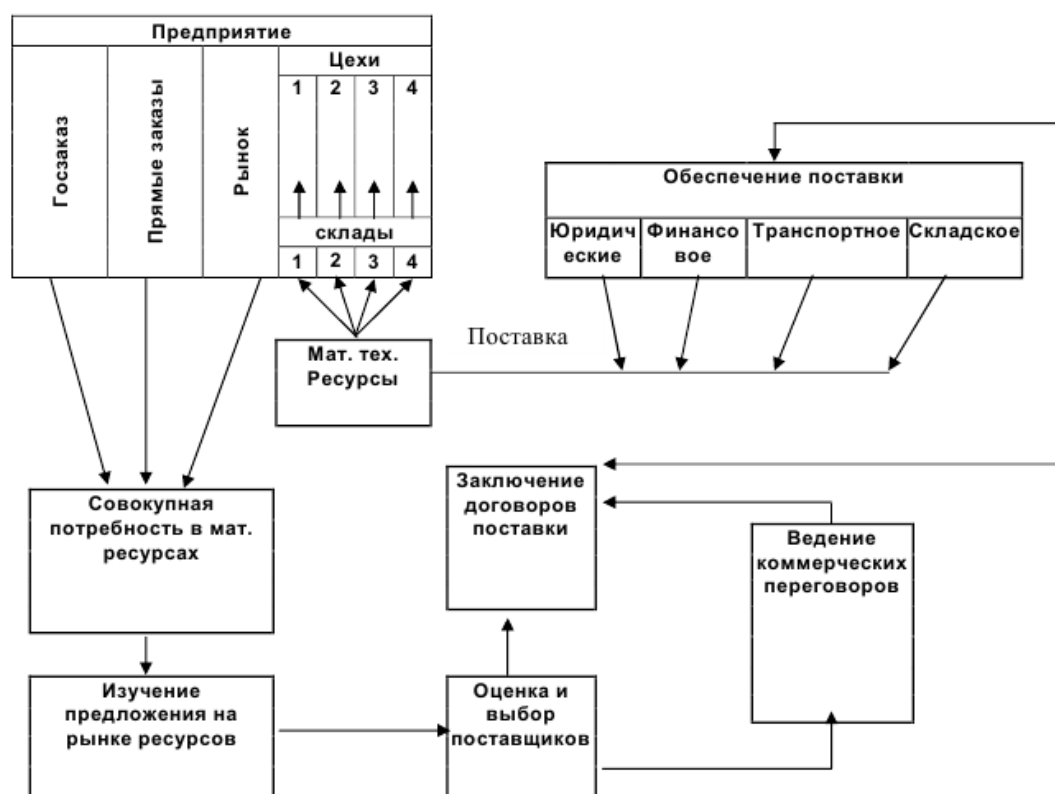 Предприятие
Госзаказ
Прямые заказы
Рынок
Цехи
1 2 3 4
склады
1 2 3 4
Обеспечение поставки
Юридич
еские
Финансо
вое
Транспортное
Складское
Поставка
Мат. тех.
Ресурсы
Совокупная
потребность в мат.
ресурсах
Заключение
договоров
поставки
Ведение
коммерческих
переговоров
Изучение
предложения на
рынке ресурсов
Оценка и
выбор
поставщиков